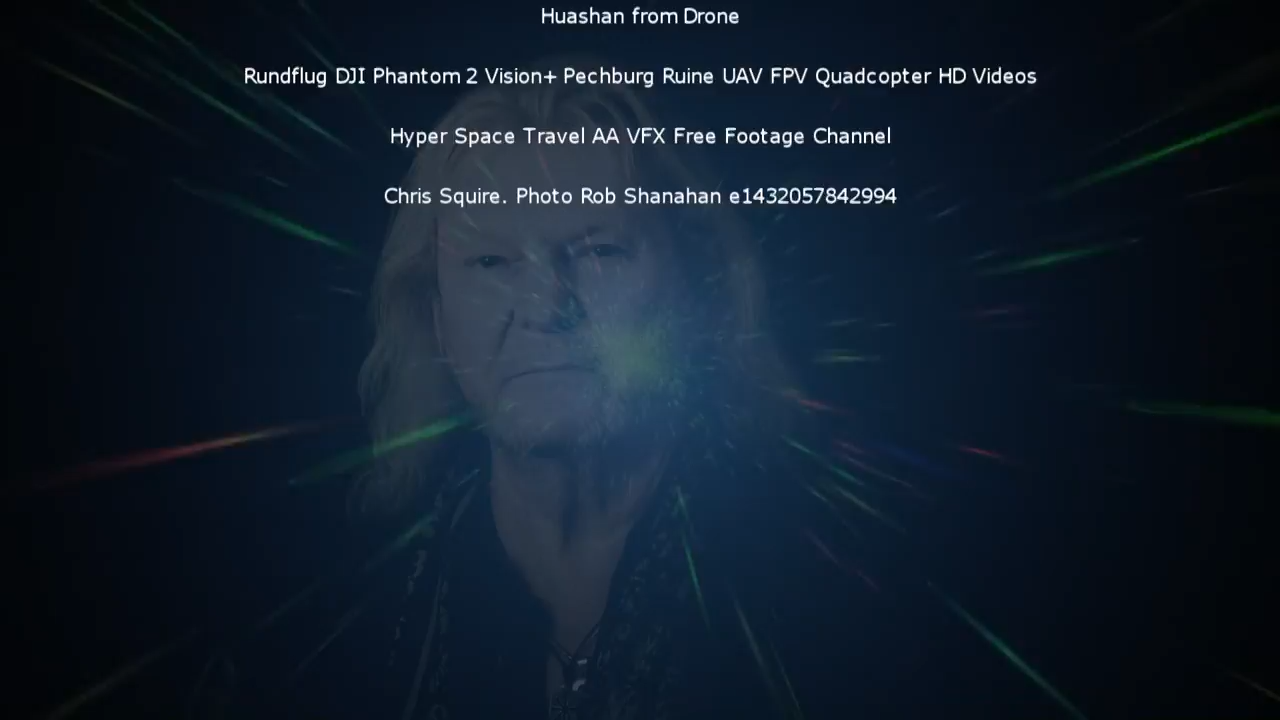 Huashan from Drone
Rundflug DJI Phantom 2 Vision+ Pechburg Ruine UAV FPV Quadcopter HD Videos
Hyper Space Travel AA VFX Free Footage Channel
Chris Squire. Photo Rob Shanahan e1432057842994